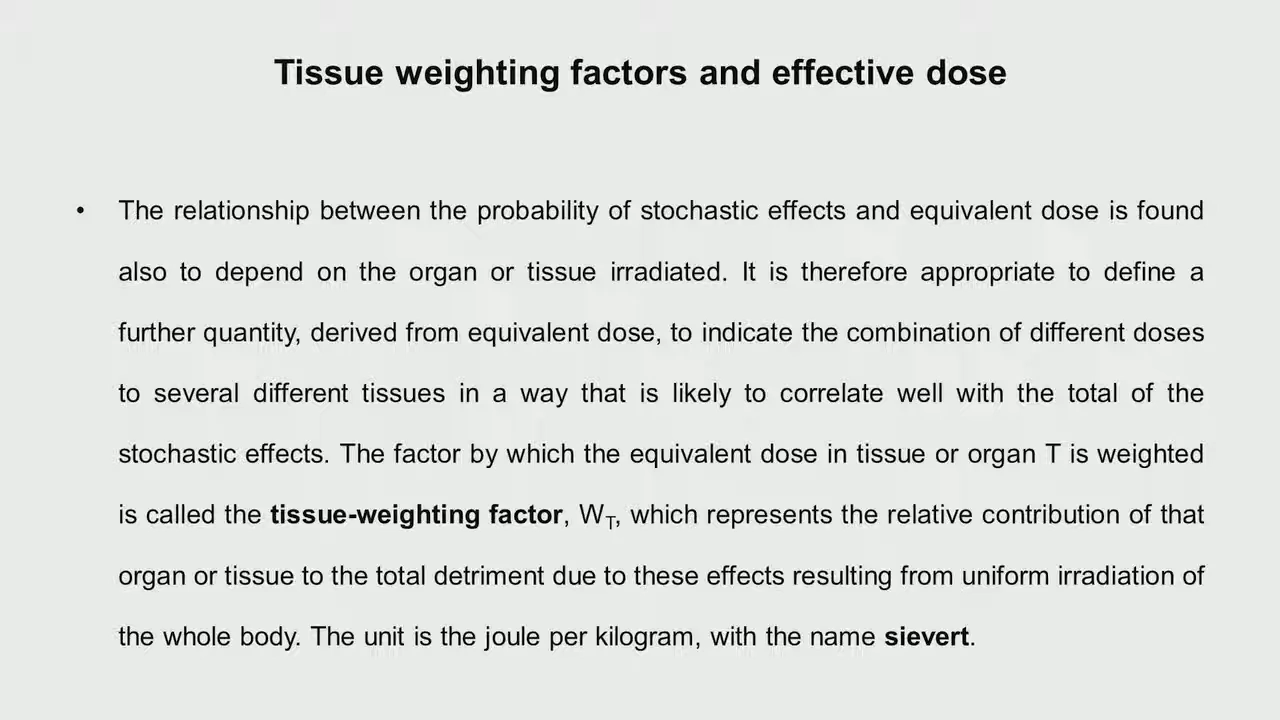 Tissue weighting factors and effective dose
• The relationship between the probability of stochastic effects and equivalent dose is found
also to depend on the organ or tissue irradiated. It is therefore appropriate to define a
further quantity, derived from equivalent dose, to indicate the combination of different doses
to several different tissues in a way that is likely to correlate well with the total of the
stochastic effects. The factor by which the equivalent dose in tissue or organ T is weighted
is called the tissue-weighting factor, WT, which represents the relative contribution of that
organ or tissue to the total detriment due to these effects resulting from uniform irradiation of
the whole body. The unit is the joule per kilogram, with the name sievert.